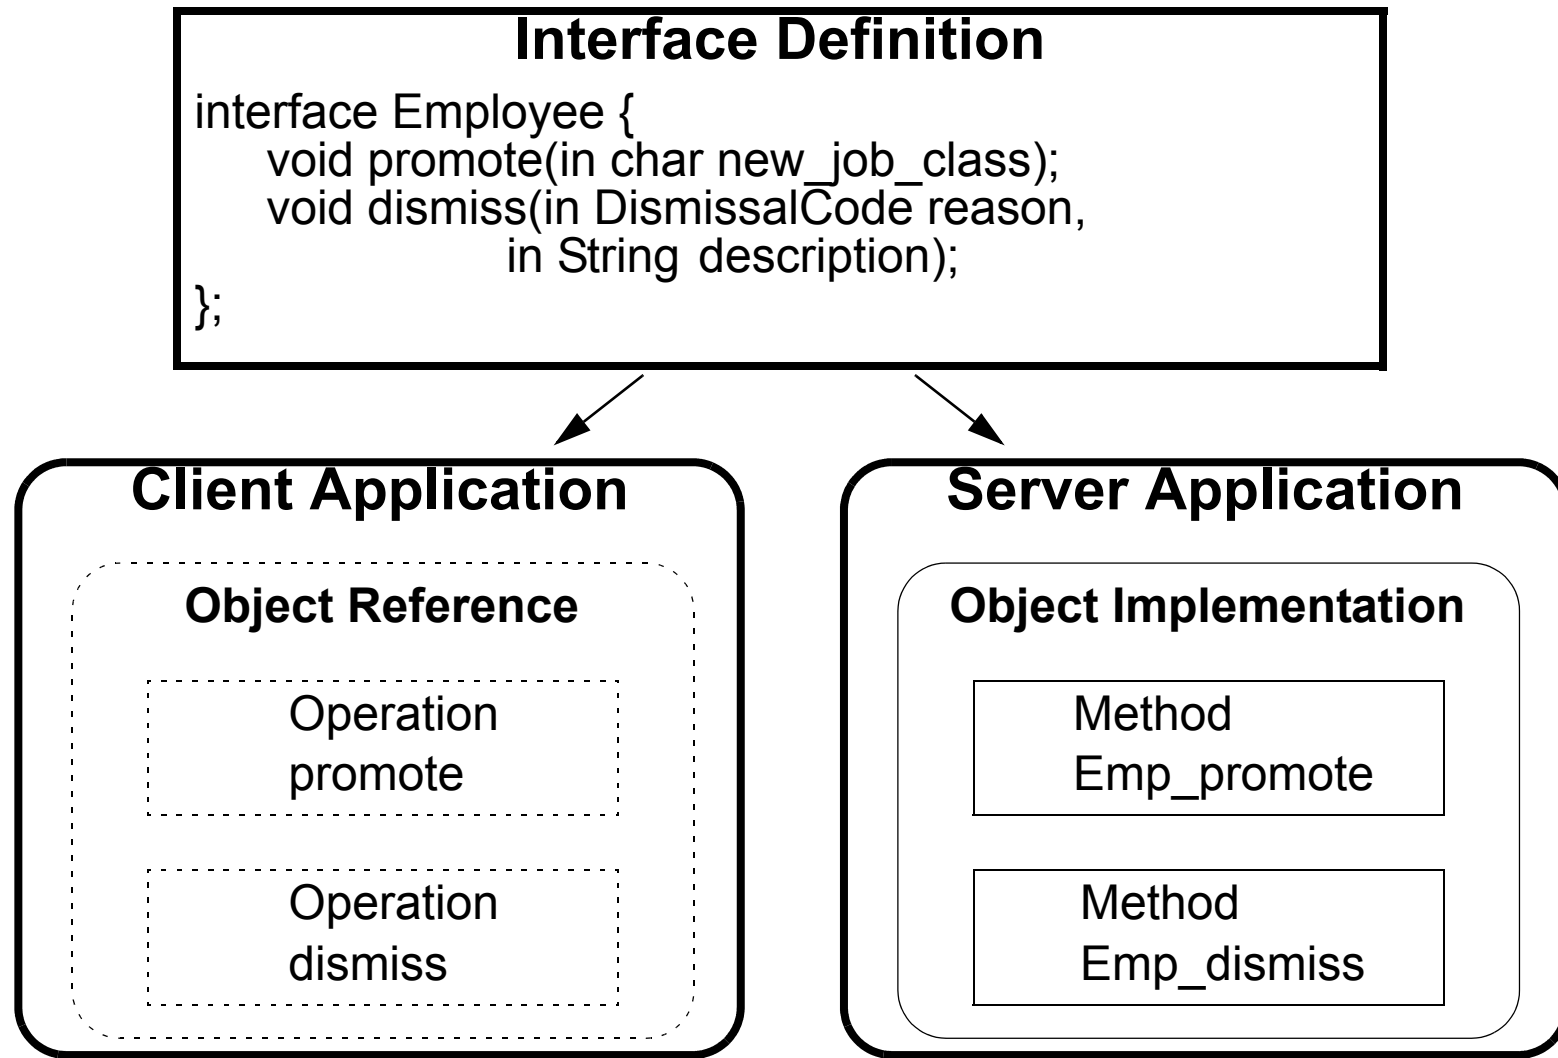 Interface Definition
interface Employee {
void promote(in char new_job_class);
void dismiss(in DismissalCode reason,
in String description);
};
Client Application
Object Reference
Operation
promote
Operation
dismiss
Server Application
Object Implementation
Method
Emp_promote
Method
Emp_dismiss